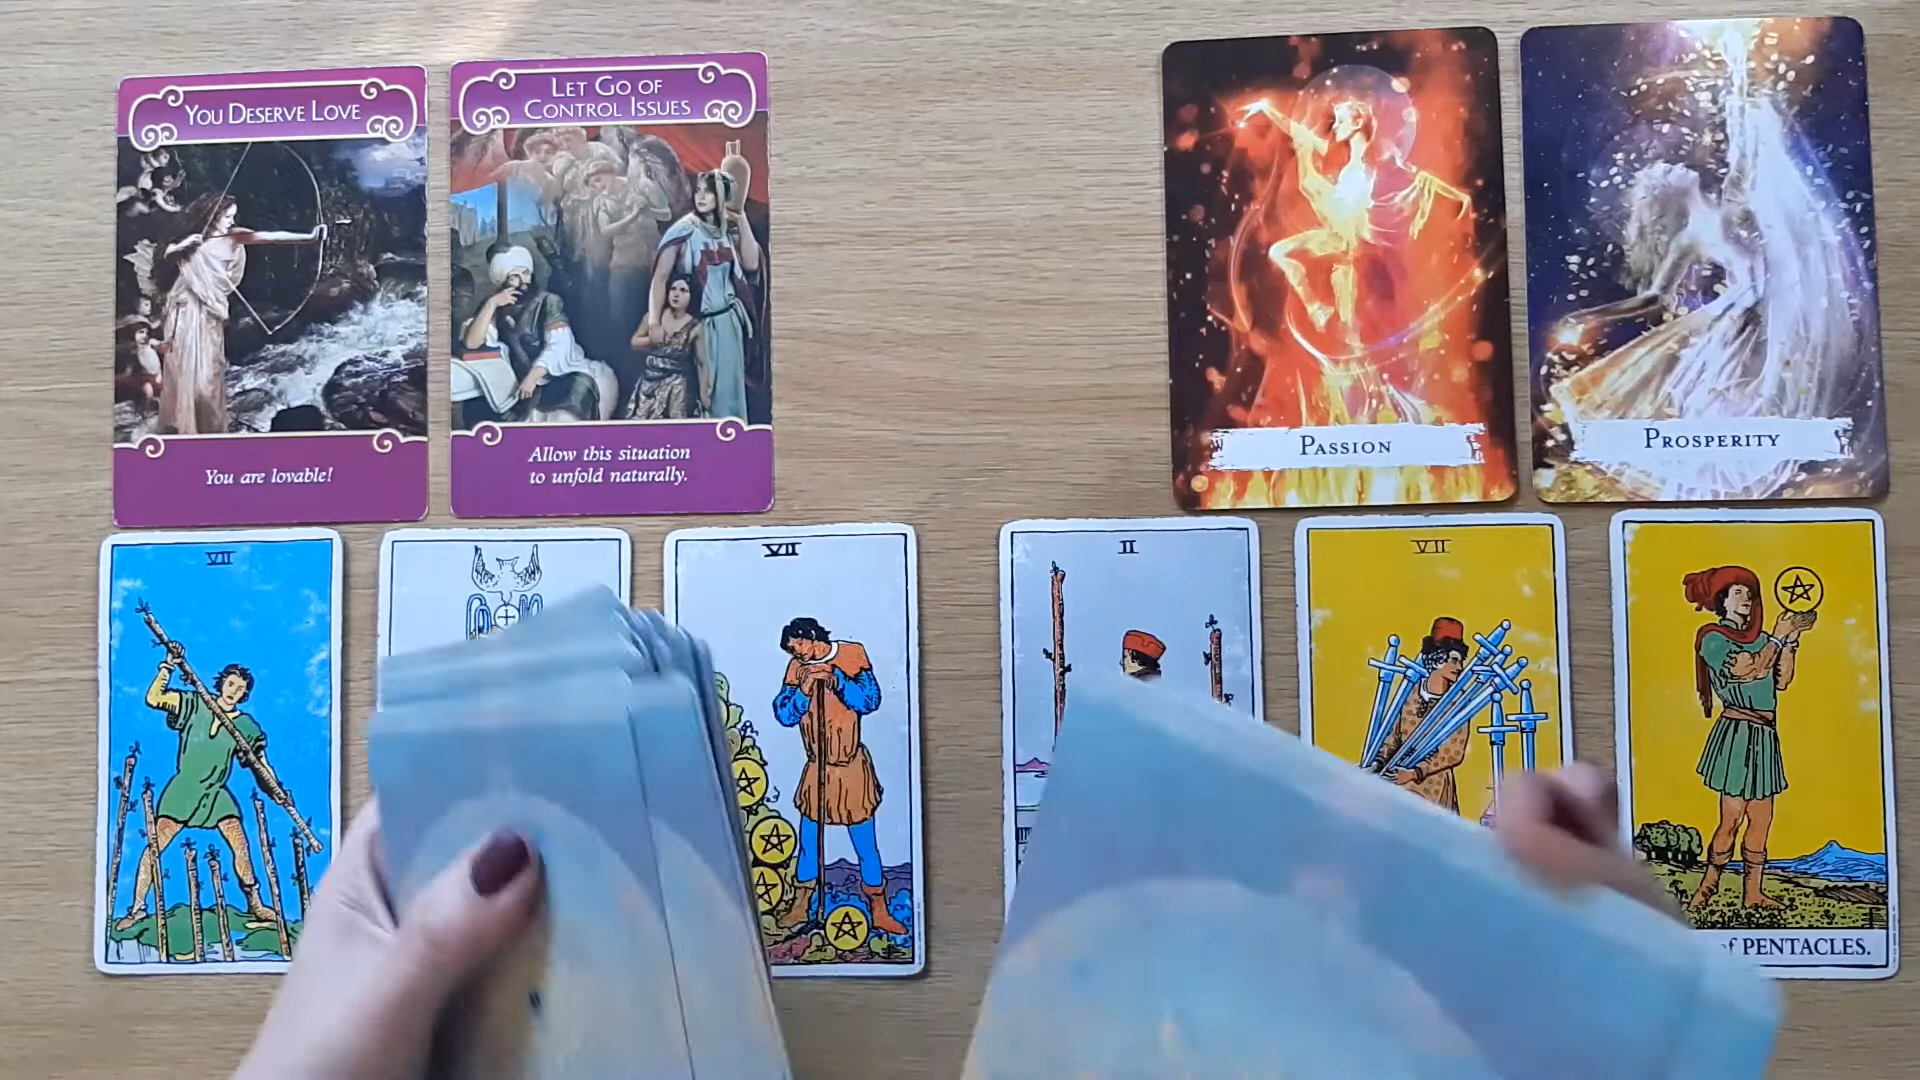 YOU DESERVE LOVE
You are lovable!
LET GO OF
CONTROL ISSUES
Allow this situation
to unfold naturally.
PASSION
PROSPERITY
VII
VII
II
VII
of PENTACLES.